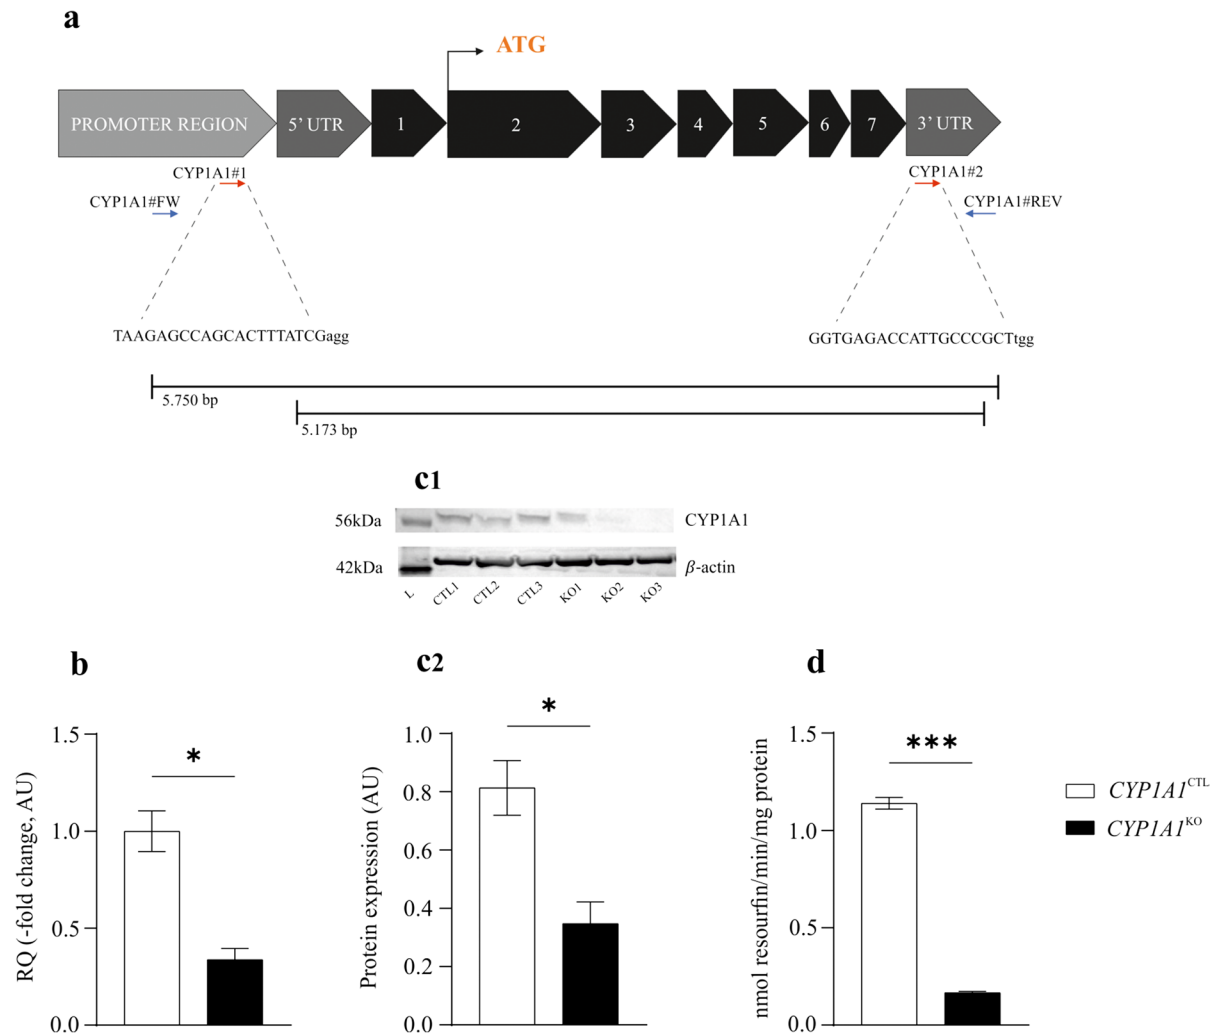 a
ATG
PROMOTER REGION 5’ UTR 1 2 3 4 5 6 7 3’ UTR
CYP1A1#1 CYP1A1#2
CYP1A1#FW CYP1A1#REV
TAAGAGCCAGCACTTTATCGagg GGTGAGACCATTGCCCGCTtgg
5.750 bp
5.173 bp
c1
56kDa CYP1A1
42kDa β-actin
L CTL1 CTL2 CTL3 KO1 KO2 KO3
b
RQ (-fold change, AU)
1.5
1.0
0.5
0.0
*
c2
Protein expression (AU)
1.0
0.8
0.6
0.4
0.2
0.0
*
d
nmol resourfin/min/mg protein
1.5
1.0
0.5
0.0
***
CYP1A1CTL
CYP1A1KO